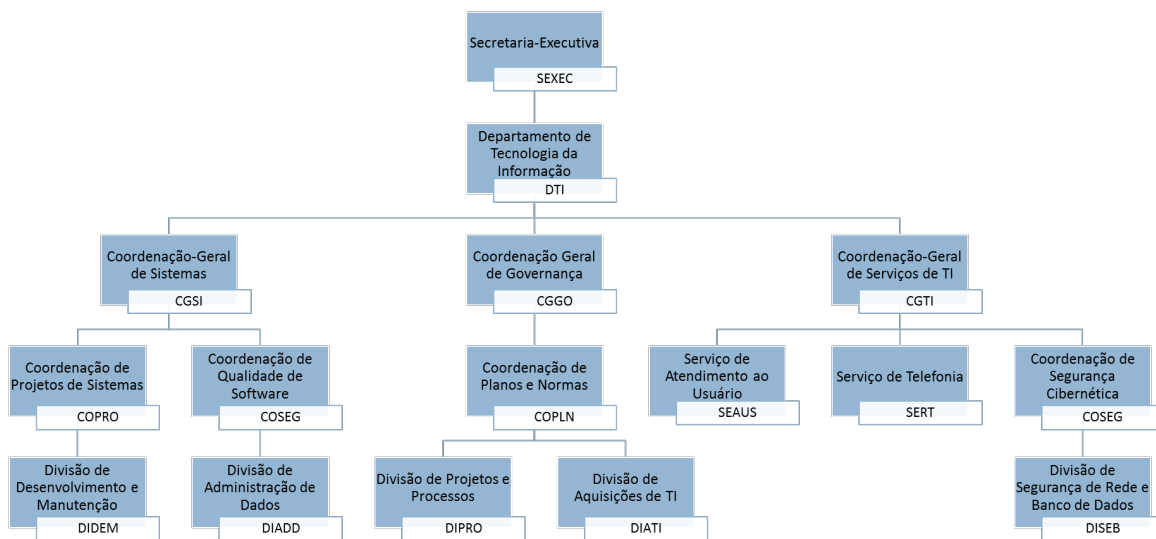 Secretaria-Executiva
SEXEC
Departamento de
Tecnologia da
Informação
DTI
Coordenação-Geral
de Sistemas
CGSI
Coordenação Geral
de Governança
CGGO
Coordenação-Geral
de Serviços de TI
CGTI
Coordenação de
Projetos de Sistemas
COPRO
Coordenação de
Qualidade de
Software
COSEG
Coordenação de
Planos e Normas
COPLN
Serviço de
Atendimento ao
Usuário
SEAUS
Serviço de Telefonia
SERT
Coordenação de
Segurança
Cibernética
COSEG
Divisão de
Desenvolvimento e
Manutenção
DIDEM
Divisão de
Administração de
Dados
DIADD
Divisão de Projetos e
Processos
DIPRO
Divisão de
Aquisições de TI
DIATI
Divisão de
Segurança de Rede e
Banco de Dados
DISEB